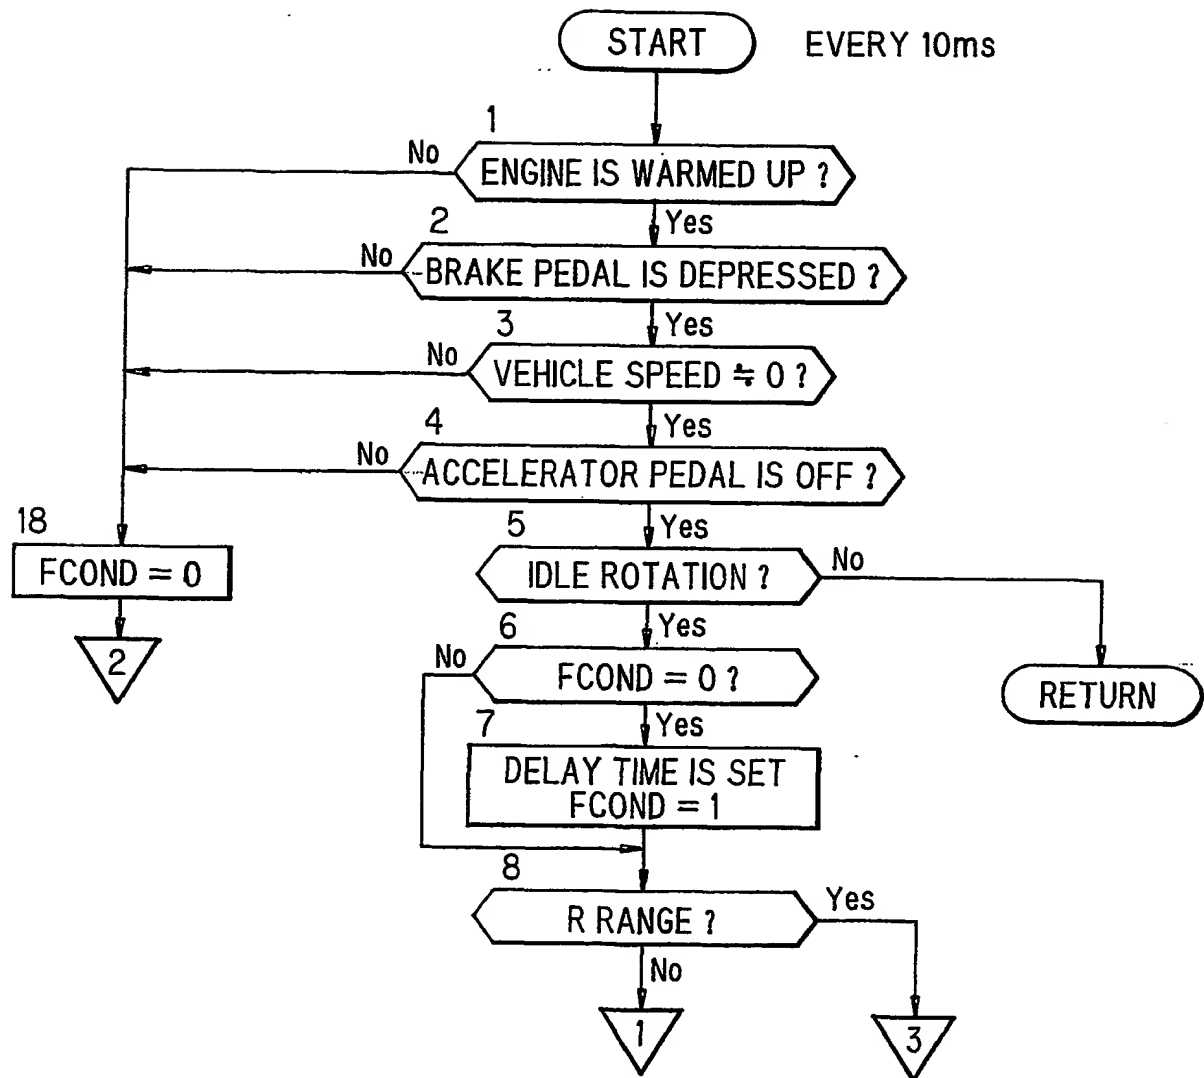 START
EVERY 10ms
1
No
ENGINE IS WARMED UP ?
Yes
2
No
BRAKE PEDAL IS DEPRESSED ?
Yes
3
No
VEHICLE SPEED ≒ 0 ?
Yes
4
No
ACCELERATOR PEDAL IS OFF ?
Yes
18
FCOND = 0
2
5
IDLE ROTATION ?
No
Yes
RETURN
6
No
FCOND = 0 ?
Yes
7
DELAY TIME IS SET
FCOND = 1
8
R RANGE ?
Yes
No
1
3